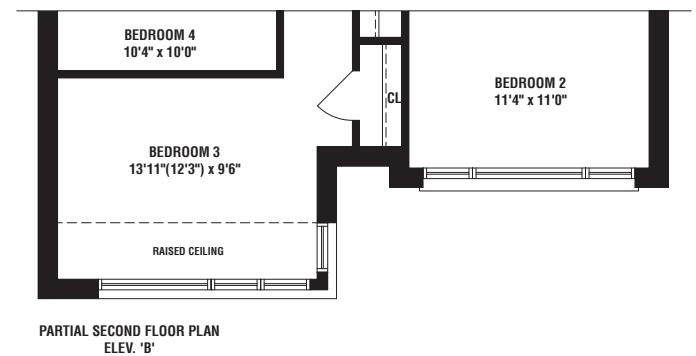 BEDROOM 4
10'4" x 10'0"
BEDROOM 2
11'4" x 11'0"
CL
BEDROOM 3
13'11"(12'3") x 9'6"
RAISED CEILING
PARTIAL SECOND FLOOR PLAN
ELEV. 'B'